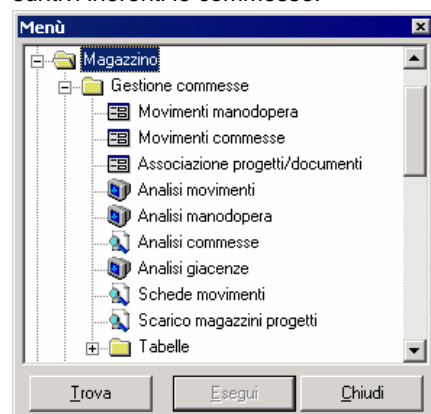 Menù
Magazzino
Gestione commesse
Movimenti manodopera
Movimenti commesse
Associazione progetti/documenti
Analisi movimenti
Analisi manodopera
Analisi commesse
Analisi giacenze
Schede movimenti
Scarico magazzini progetti
Tabelle
Trova Esegui Chiudi